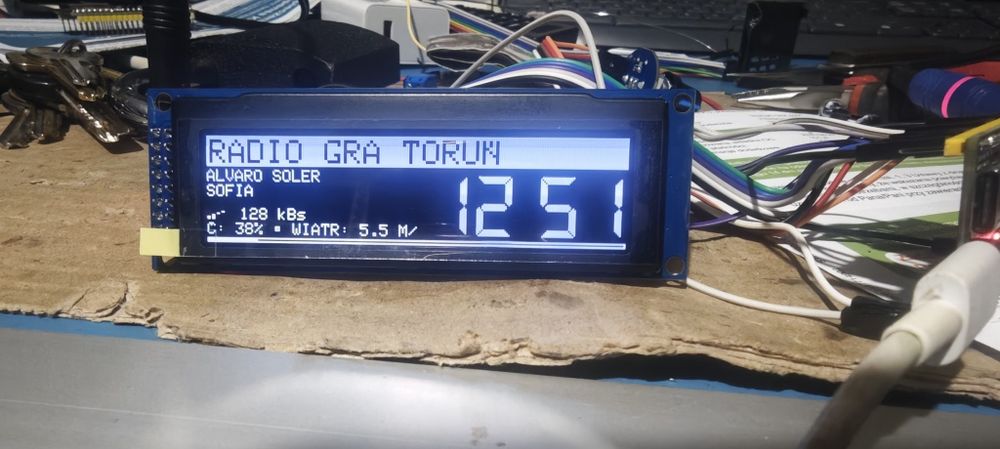 RADIO GRA TORUN
ALVARO SOLER
SOFIA
12 51
128 kBs
C: 38% ▪ WIATR: 5.5 M/